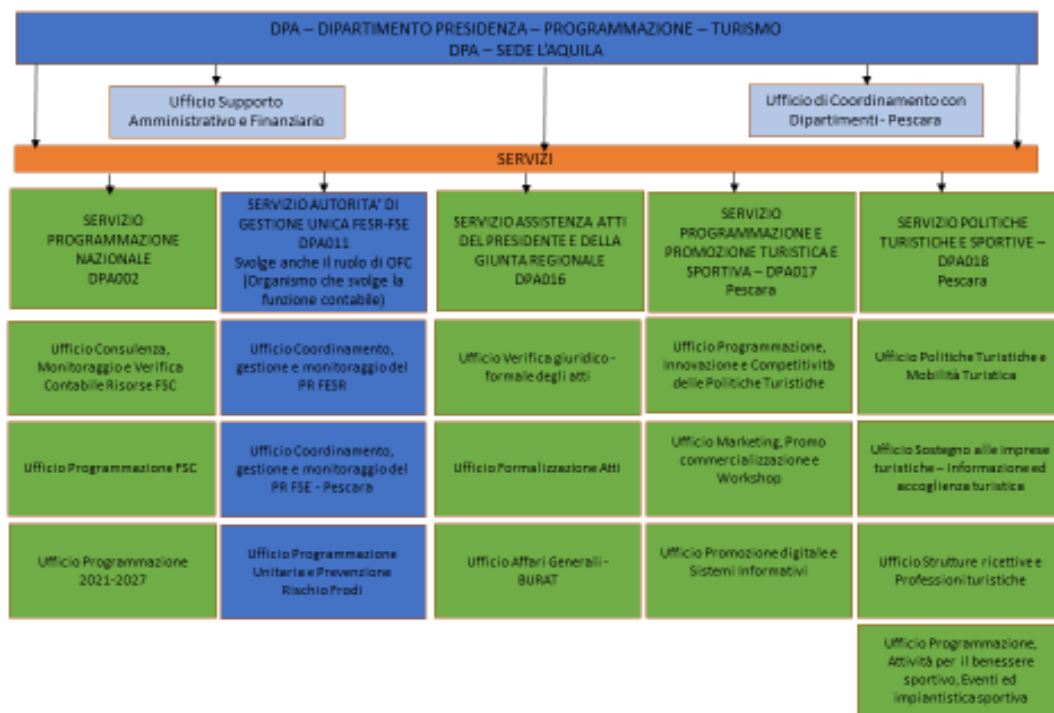 DPA – DIPARTIMENTO PRESIDENZA – PROGRAMMAZIONE – TURISMO
DPA – SEDE L'AQUILA
Ufficio Supporto
Amministrativo e Finanziario
Ufficio di Coordinamento con
Dipartimenti - Pescara
SERVIZI
SERVIZIO
PROGRAMMAZIONE
NAZIONALE
DPA002
SERVIZIO AUTORITA' DI
GESTIONE UNICA FESR-FSE
DPA011
Svolge anche il ruolo di OFC
(Organismo che svolge la
funzione contabile)
SERVIZIO ASSISTENZA ATTI
DEL PRESIDENTE E DELLA
GIUNTA REGIONALE
DPA016
SERVIZIO
PROGRAMMAZIONE E
PROMOZIONE TURISTICA E
SPORTIVA – DPA017
Pescara
SERVIZIO POLITICHE
TURISTICHE E SPORTIVE –
DPA018
Pescara
Ufficio Consulenza,
Monitoraggio e Verifica
Contabile Risorse FSC
Ufficio Coordinamento,
gestione e monitoraggio del
PR FESR
Ufficio Verifica giuridico -
formale degli atti
Ufficio Programmazione,
Innovazione e Competitività
delle Politiche Turistiche
Ufficio Politiche Turistiche e
Mobilità Turistica
Ufficio Programmazione FSC
Ufficio Coordinamento,
gestione e monitoraggio del
PR FSE - Pescara
Ufficio Formalizzazione Atti
Ufficio Marketing, Promo
commercializzazione e
Workshop
Ufficio Sostegno alle imprese
turistiche – Informazione ed
accoglienza turistica
Ufficio Programmazione
2021-2027
Ufficio Programmazione
Unitaria e Prevenzione
Rischio Frodi
Ufficio Affari Generali -
BURAT
Ufficio Promozione digitale e
Sistemi Informativi
Ufficio Strutture ricettive e
Professioni turistiche
Ufficio Programmazione,
Attività per il benessere
sportivo, Eventi ed
impiantistica sportiva